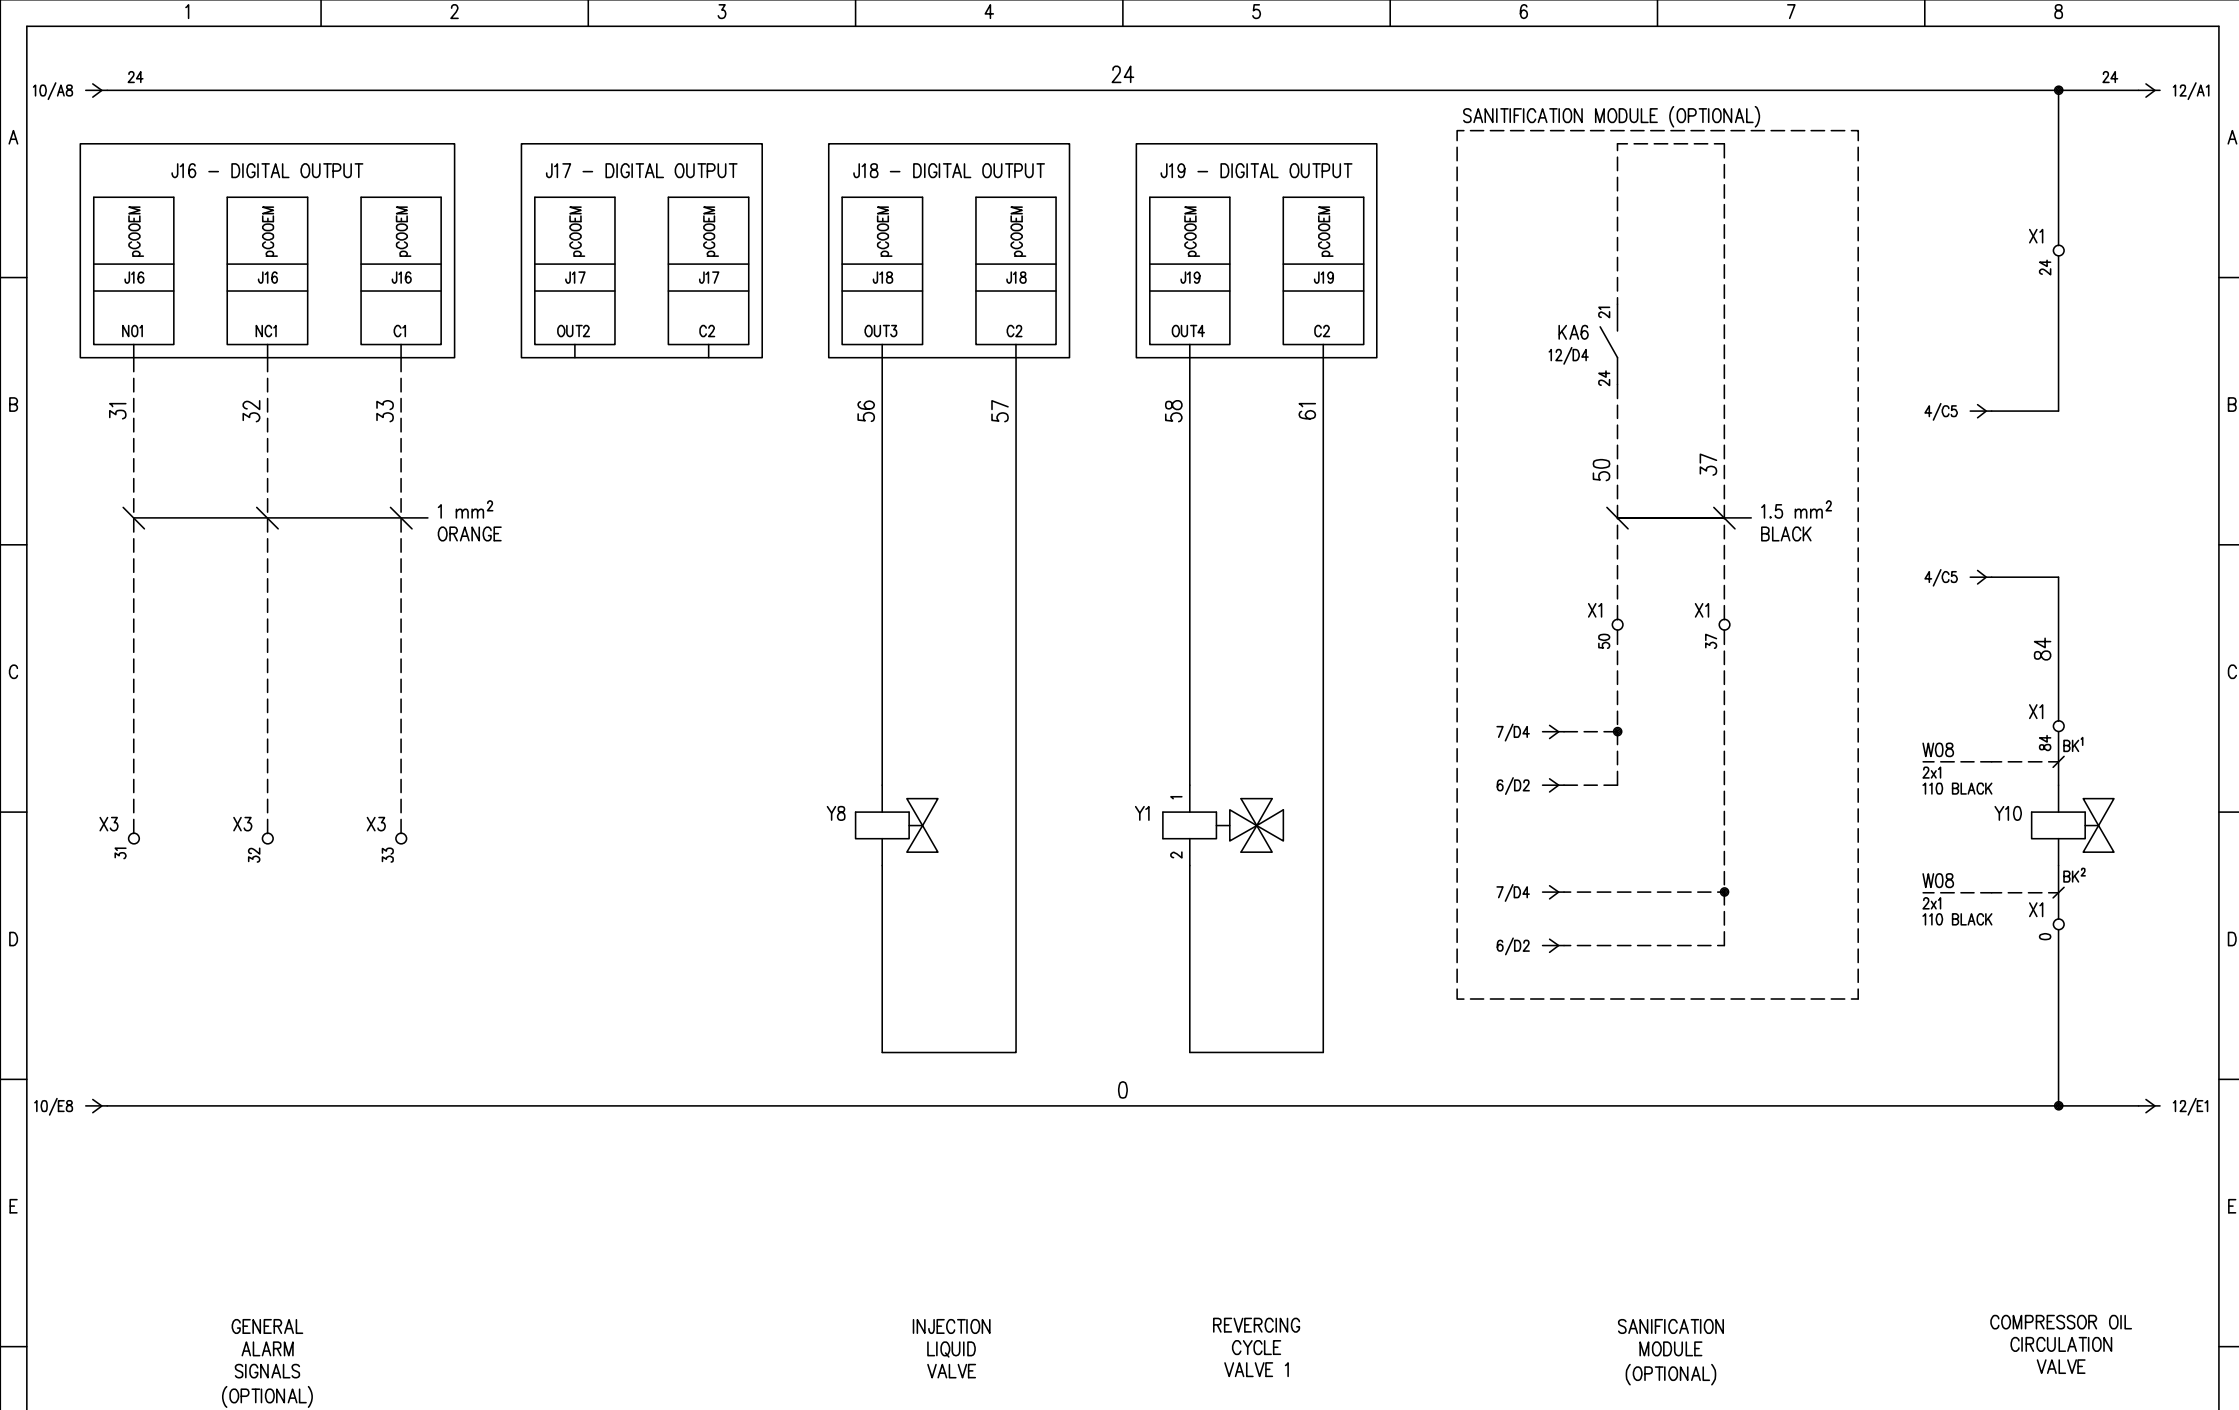 1 2 3 4 5 6 7 8
24 24 24
10/A8 12/A1
SANITIFICATION MODULE (OPTIONAL)
A A
J16 – DIGITAL OUTPUT J17 – DIGITAL OUTPUT J18 – DIGITAL OUTPUT J19 – DIGITAL OUTPUT
pCOOEM pCOOEM pCOOEM pCOOEM pCOOEM pCOOEM pCOOEM pCOOEM pCOOEM
X1
24
J16 J16 J16 J17 J17 J18 J18 J19 J19
21
NO1 NC1 C1 OUT2 C2 OUT3 C2 OUT4 C2
KA6
12/D4
24
B B
31 32 33 56 57 58 61
4/C5
50 37
1 mm²
ORANGE
1.5 mm²
BLACK
4/C5
X1 X1
50 37
84
C C
X1
84 BK¹
7/D4
W08
2x1
110 BLACK
6/D2
X3 X3 X3
31 32 33
Y8
Y1
1
2
Y10
7/D4
BK²
W08
2x1
110 BLACK
X1
0
D D
6/D2
0
10/E8 12/E1
E E
GENERAL
ALARM
SIGNALS
(OPTIONAL)
INJECTION
LIQUID
VALVE
REVERCING
CYCLE
VALVE 1
SANIFICATION
MODULE
(OPTIONAL)
COMPRESSOR OIL
CIRCULATION
VALVE